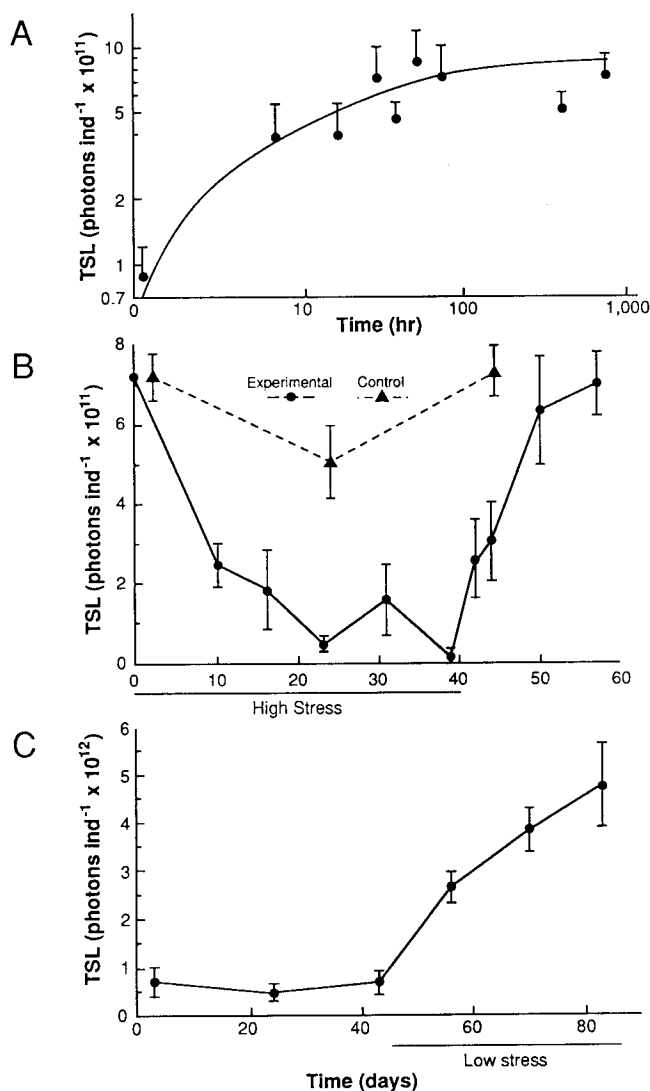 A
TSL (photons ind⁻¹ x 10¹¹)
10
5
2
1
0.7
0 10 100 1,000
Time (hr)
B
TSL (photons ind⁻¹ x 10¹¹)
8
6
4
2
0
Experimental Control
0 10 20 30 40 50 60
High Stress
C
TSL (photons ind⁻¹ x 10¹²)
6
5
4
3
2
1
0
0 20 40 60 80
Low stress
Time (days)